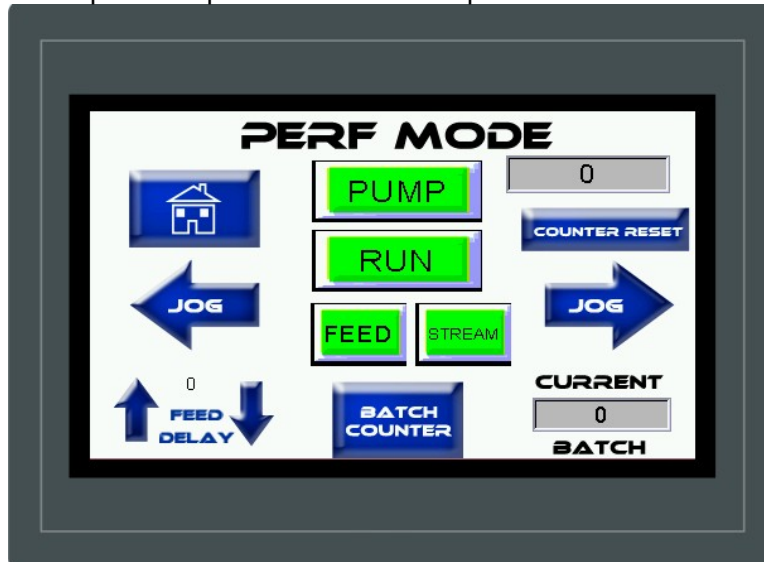 PERF MODE
PUMP
0
COUNTER RESET
RUN
JOG
JOG
FEED
STREAM
0
FEED
DELAY
BATCH
COUNTER
CURRENT
0
BATCH